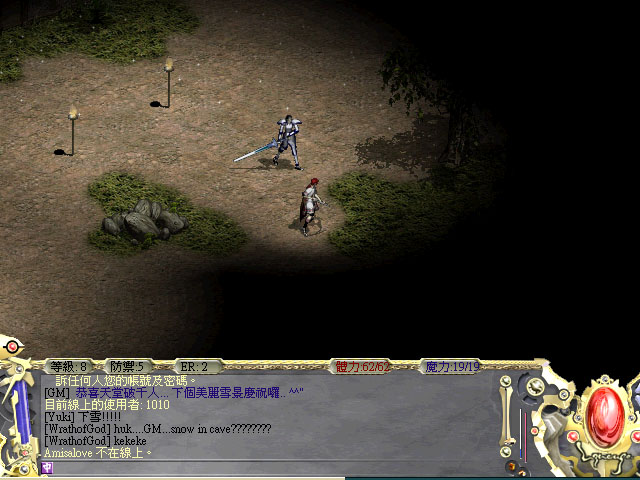 等級: 8 防禦:5 ER: 2 體力:62/62 魔力:19/19
訴任何人您的帳號及密碼。
[GM] 恭喜天堂破千人... 下個美麗雪景慶祝囉.. ^^"
目前線上的使用者: 1010
[Yuki] 下雪!!!!!
[WrathofGod] huk....GM...snow in cave????????
[WrathofGod] kekeke
Amisalove 不在線上。
中
Lineage